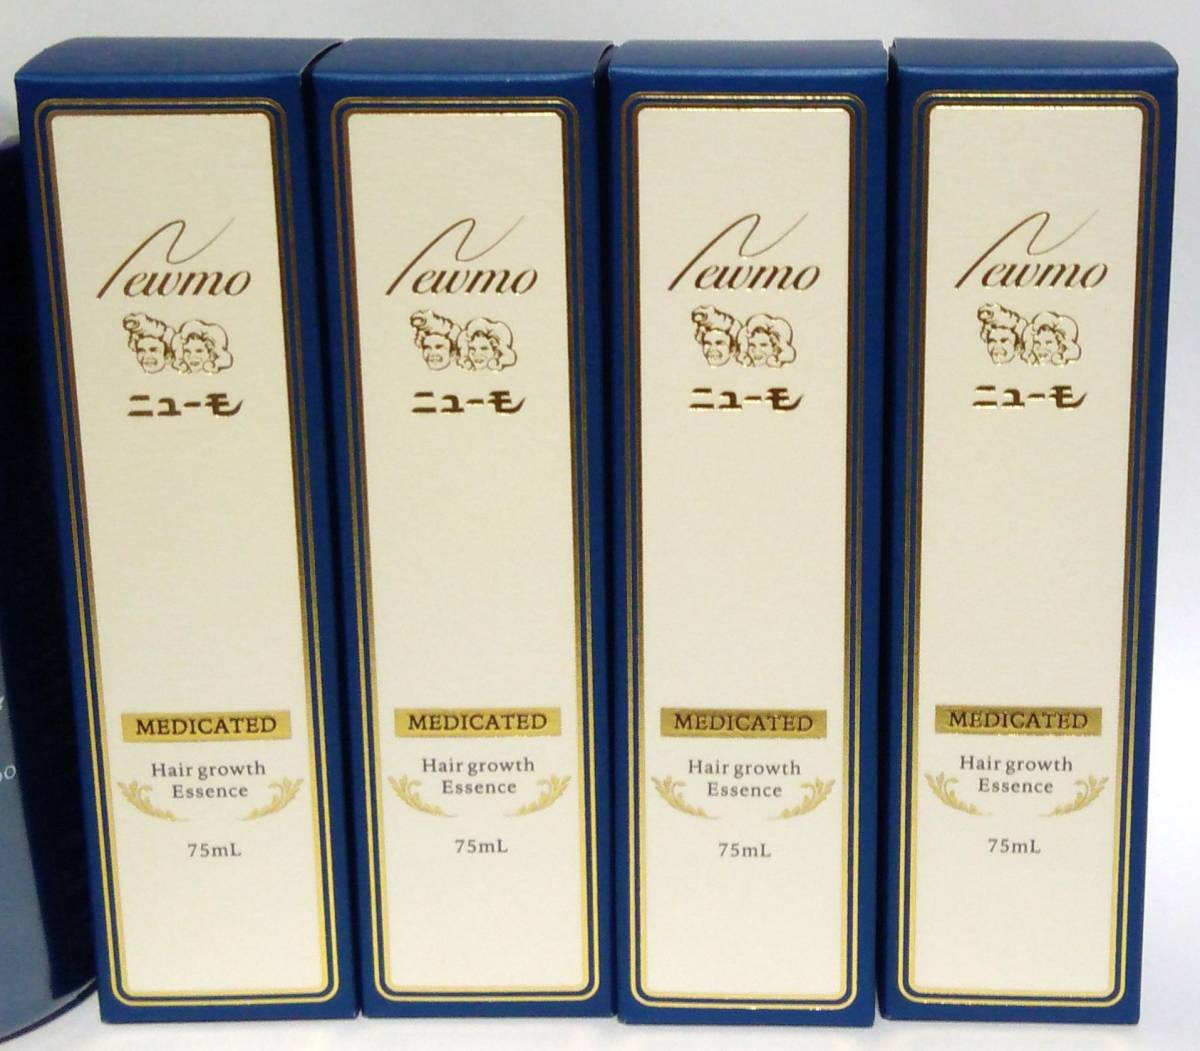 Newmo
ニューモ
MEDICATED
Hair growth
Essence
75mL
Newmo
ニューモ
MEDICATED
Hair growth
Essence
75mL
Newmo
ニューモ
MEDICATED
Hair growth
Essence
75mL
Newmo
ニューモ
MEDICATED
Hair growth
Essence
75mL